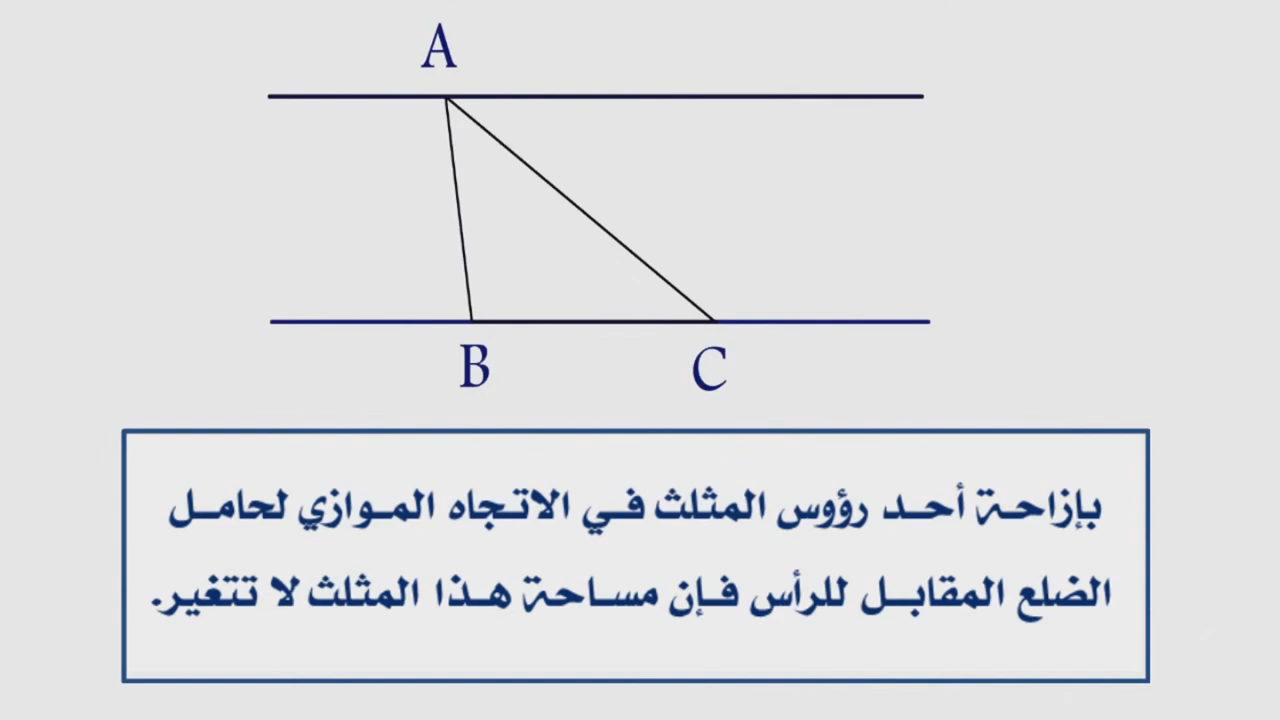 A
B
C
بإزاحة أحد رؤوس المثلث في الاتجاه الموازي لحامل
الضلع المقابل للرأس فإن مساحة هذا المثلث لا تتغير.